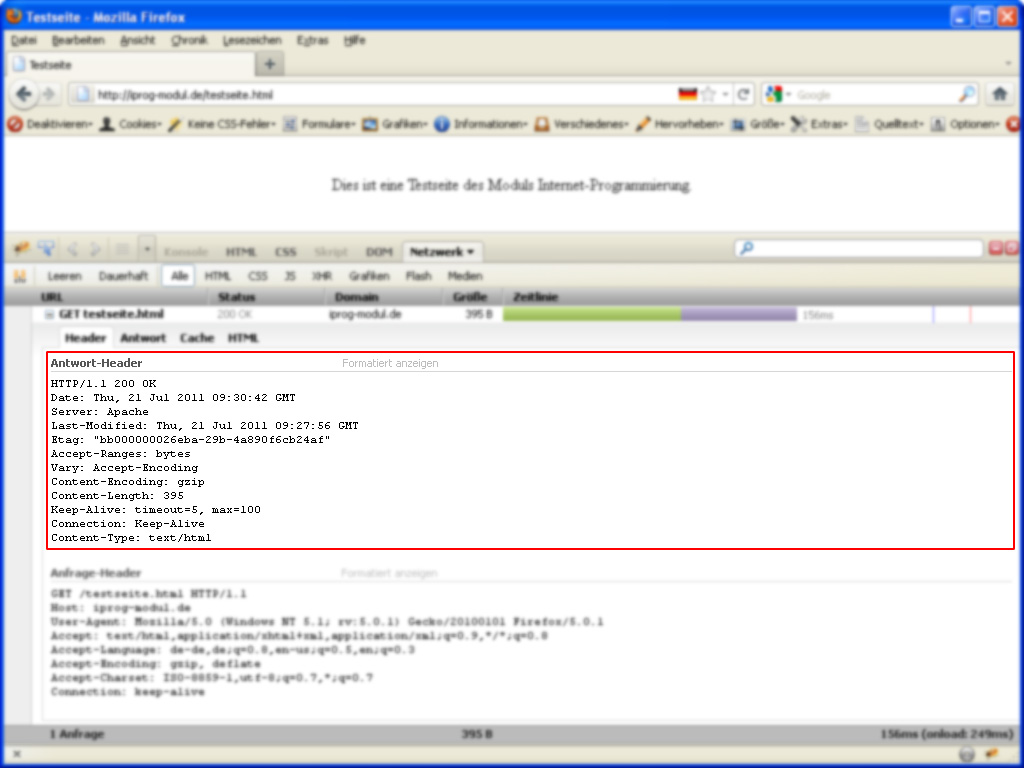 Testseite - Mozilla Firefox
Datei Bearbeiten Ansicht Chronik Lesezeichen Extras Hilfe
Testseite
http://iprog-modul.de/testseite.html Google
Deaktivieren Cookies Keine CSS-Fehler Formulare Grafiken Informationen Verschiedenes Hervorheben Größe Extras Quelltext Optionen
Dies ist eine Testseite des Moduls Internet-Programmierung.
Konsole HTML CSS Skript DOM Netzwerk
Leeren Dauerhaft Alle HTML CSS JS XHR Grafiken Flash Medien
URL Status Domain Größe Zeitlinie
GET testseite.html 200 OK iprog-modul.de 395 B 156ms
Header Antwort Cache HTML
Antwort-Header Formatiert anzeigen
HTTP/1.1 200 OK
Date: Thu, 21 Jul 2011 09:30:42 GMT
Server: Apache
Last-Modified: Thu, 21 Jul 2011 09:27:56 GMT
Etag: "bb000000026eba-29b-4a890f6cb24af"
Accept-Ranges: bytes
Vary: Accept-Encoding
Content-Encoding: gzip
Content-Length: 395
Keep-Alive: timeout=5, max=100
Connection: Keep-Alive
Content-Type: text/html
Anfrage-Header Formatiert anzeigen
GET /testseite.html HTTP/1.1
Host: iprog-modul.de
User-Agent: Mozilla/5.0 (Windows NT 5.1; rv:5.0.1) Gecko/20100101 Firefox/5.0.1
Accept: text/html,application/xhtml+xml,application/xml;q=0.9,*/*;q=0.8
Accept-Language: de-de,de;q=0.8,en-us;q=0.5,en;q=0.3
Accept-Encoding: gzip, deflate
Accept-Charset: ISO-8859-1,utf-8;q=0.7,*;q=0.7
Connection: keep-alive
1 Anfrage 395 B 156ms (onload: 249ms)